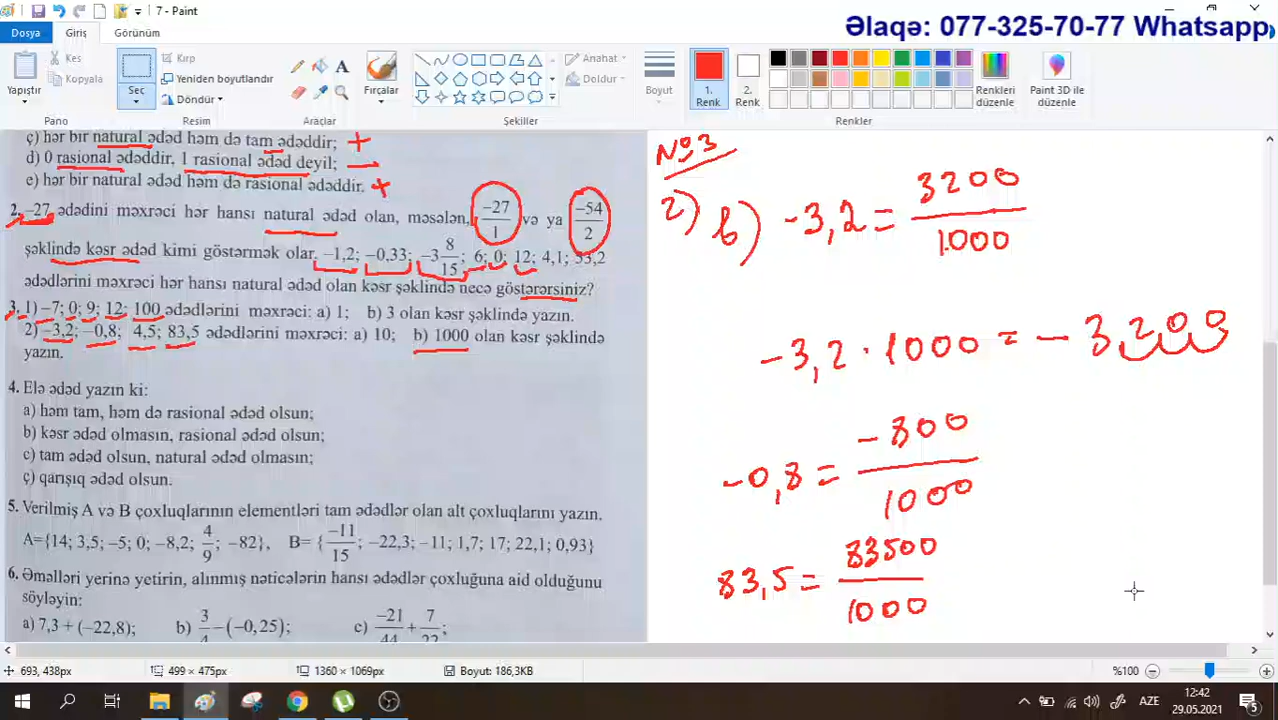 7 - Paint
Əlaqə: 077-325-70-77 Whatsapp
Dosya Giriş Görünüm
Yapıştır
Kes
Kopyala
Seç
Kırp
Yeniden boyutlandır
Döndür
Fırçalar
Anahat
Doldur
Boyut
1. Renk
2. Renk
Renkleri düzenle
Paint 3D ile düzenle
Pano Resim Araçlar Şekiller Renkler
ç) hər bir natural ədəd həm də tam ədəddir; +
d) 0 rasional ədəddir, 1 rasional ədəd deyil; —
e) hər bir natural ədəd həm də rasional ədəddir. +
2. –27 ədədini məxrəci hər hansı natural ədəd olan, məsələn, -27/1 və ya -54/2
şəklində kəsr ədəd kimi göstərmək olar. –1,2; –0,33; –3 8/15; 6; 0; 12; 4,1; 53,2
ədədlərini məxrəci hər hansı natural ədəd olan kəsr şəklində necə göstərərsiniz?
3. 1) –7; 0; 9; 12; 100 ədədlərini məxrəci: a) 1; b) 3 olan kəsr şəklində yazın.
2) –3,2; –0,8; 4,5; 83,5 ədədlərini məxrəci: a) 10; b) 1000 olan kəsr şəklində
yazın.
4. Elə ədəd yazın ki:
a) həm tam, həm də rasional ədəd olsun;
b) kəsr ədəd olmasın, rasional ədəd olsun;
c) tam ədəd olsun, natural ədəd olmasın;
ç) qarışıq ədəd olsun.
5. Verilmiş A və B çoxluqlarının elementləri tam ədədlər olan alt çoxluqlarını yazın.
A={14; 3,5; –5; 0; –8,2; 4/9; –82}, B= { -11/15; –22,3; –11; 1,7; 17; 22,1; 0,93}
6. Əməlləri yerinə yetirin, alınmış nəticələrin hansı ədədlər çoxluğuna aid olduğunu
söyləyin:
a) 7,3 + (–22,8); b) 3/4 – (–0,25); c) -21/44 + 7/22;
№3
2) b) -3,2 = 3200/1000
-3,2 · 1000 = - 3200
-0,8 = -800/1000
83,5 = 83500/1000
693, 438px 499 × 475px 1360 × 1069px Boyut: 186,3KB %100
AZE
12:42
29.05.2021
5